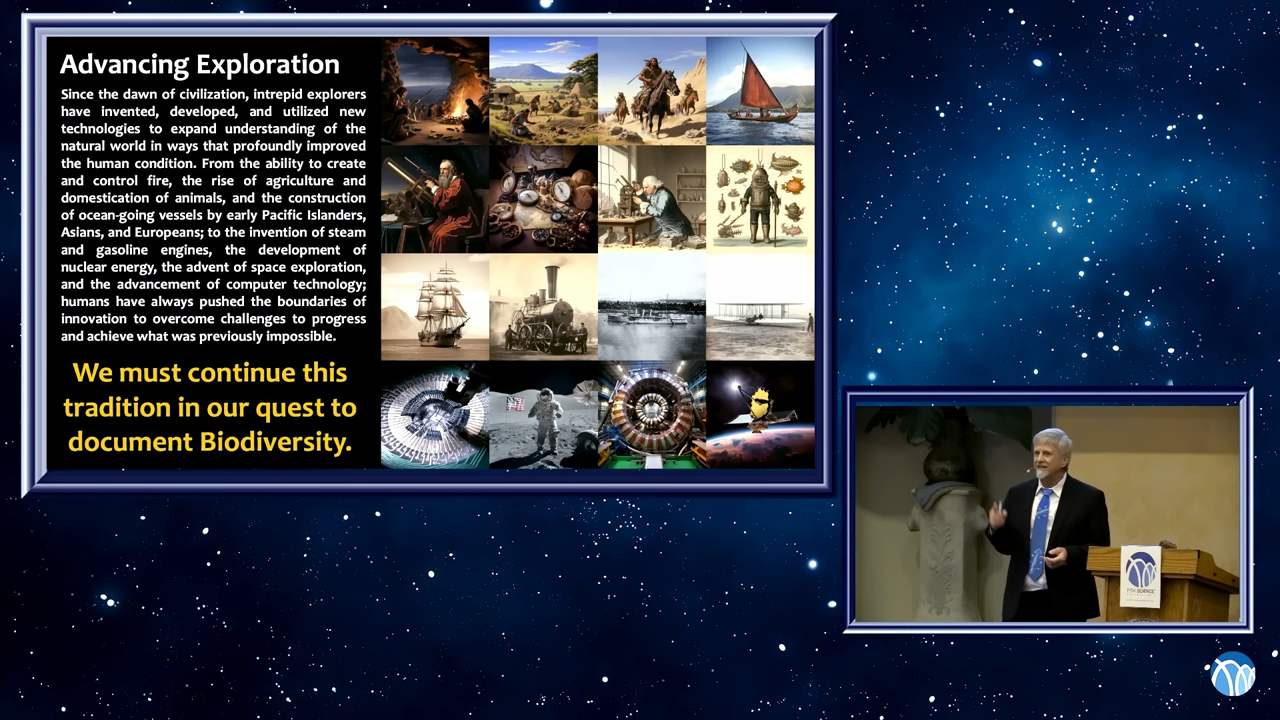 Advancing Exploration
Since the dawn of civilization, intrepid explorers
have invented, developed, and utilized new
technologies to expand understanding of the
natural world in ways that profoundly improved
the human condition. From the ability to create
and control fire, the rise of agriculture and
domestication of animals, and the construction
of ocean-going vessels by early Pacific Islanders,
Asians, and Europeans; to the invention of steam
and gasoline engines, the development of
nuclear energy, the advent of space exploration,
and the advancement of computer technology;
humans have always pushed the boundaries of
innovation to overcome challenges to progress
and achieve what was previously impossible.
We must continue this
tradition in our quest to
document Biodiversity.